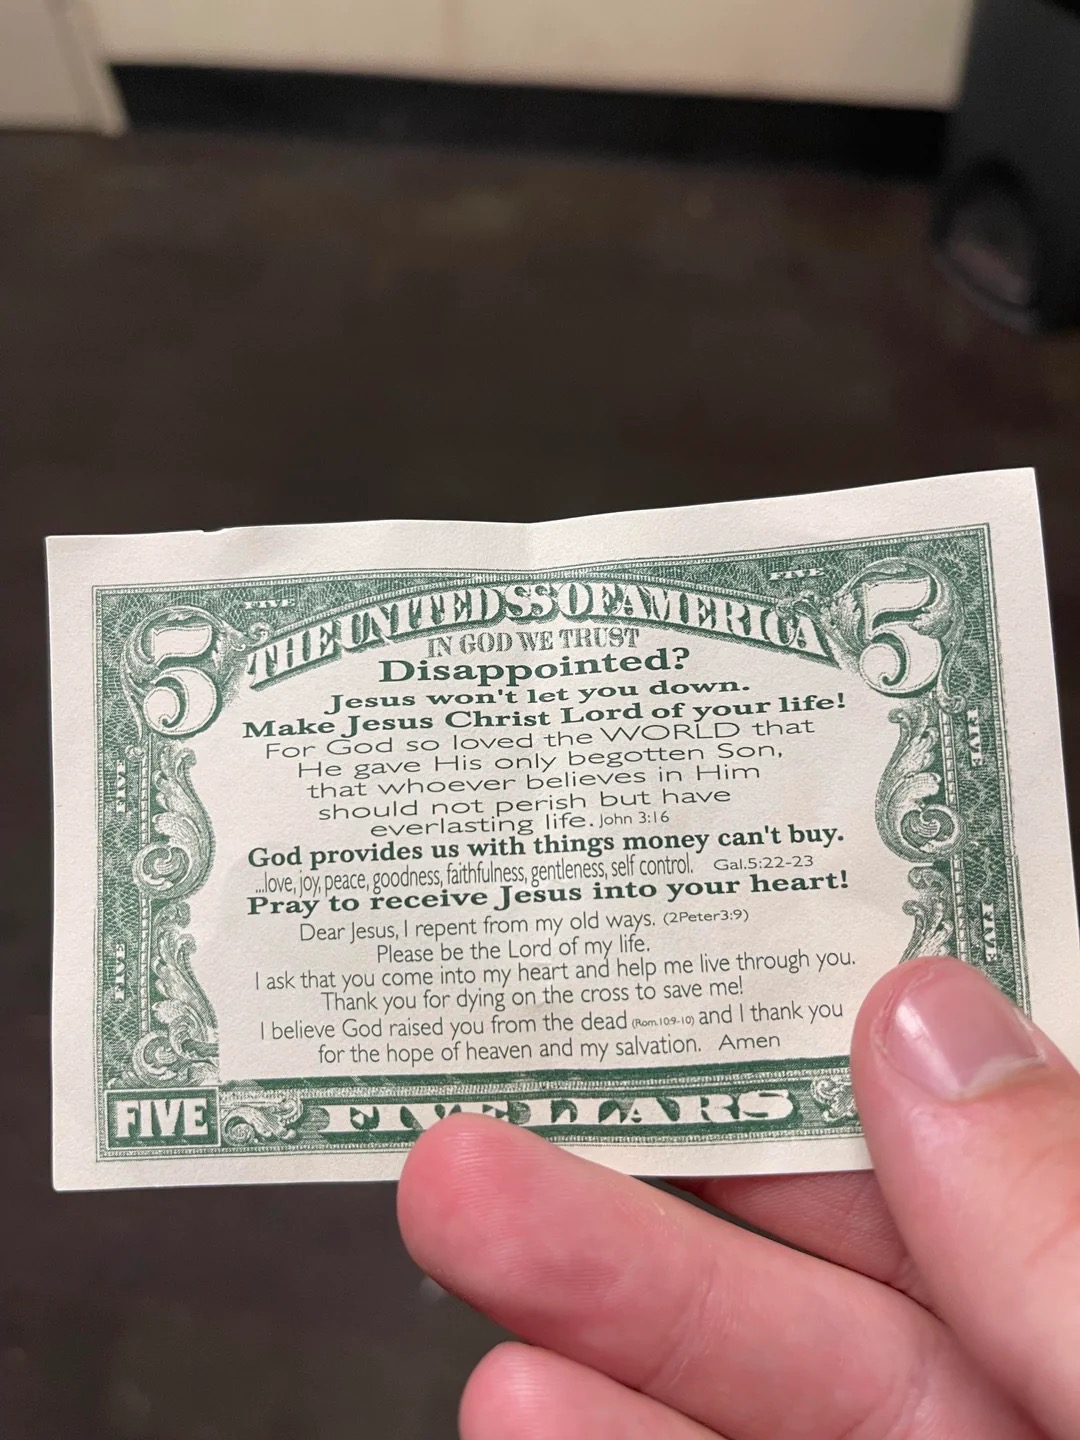 FIVE
FIVE
5
5
THE UNITED SS OF AMERICA
IN GOD WE TRUST
Disappointed?
Jesus won't let you down.
Make Jesus Christ Lord of your life!
For God so loved the WORLD that
He gave His only begotten Son,
that whoever believes in Him
should not perish but have
everlasting life. John 3:16
God provides us with things money can't buy.
...love, joy, peace, goodness, faithfulness, gentleness, self control. Gal.5:22-23
Pray to receive Jesus into your heart!
Dear Jesus, I repent from my old ways. (2Peter3:9)
Please be the Lord of my life.
I ask that you come into my heart and help me live through you.
Thank you for dying on the cross to save me!
I believe God raised you from the dead (Rom.10:9-10) and I thank you
for the hope of heaven and my salvation. Amen
FIVE
FIVE
FIVE
FIVE
FIVE
FIVE LLARS